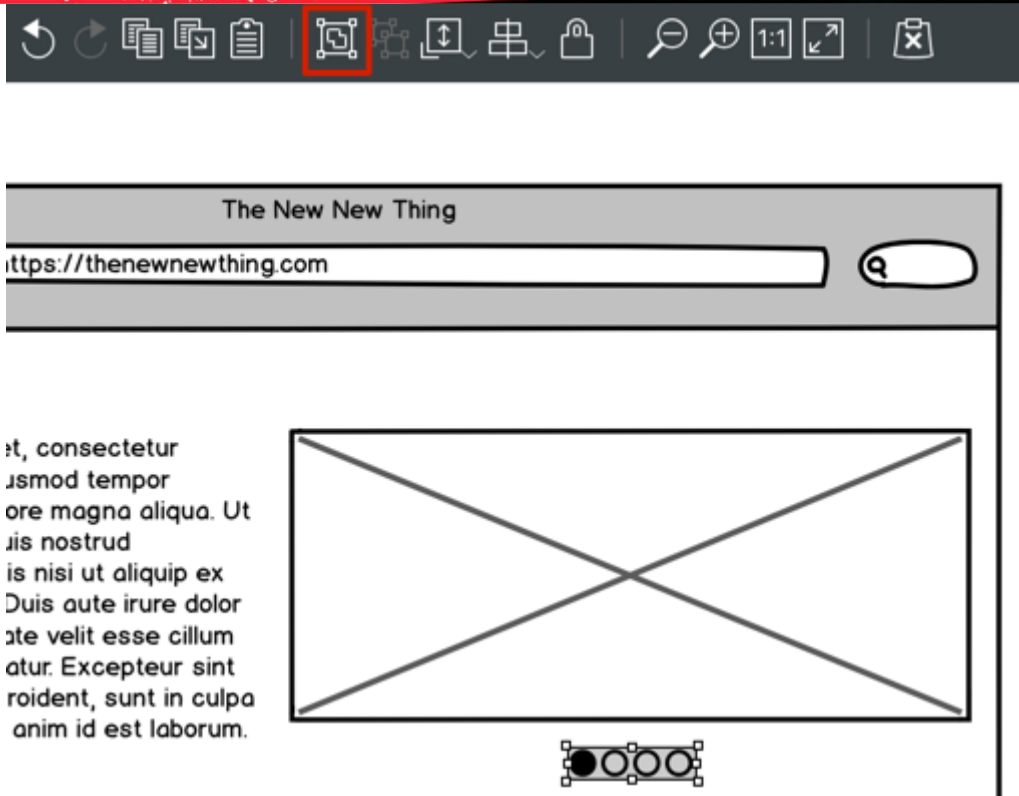 1:1
The New New Thing
ttps://thenewnewthing.com
et, consectetur
usmod tempor
ore magna aliqua. Ut
uis nostrud
is nisi ut aliquip ex
Duis aute irure dolor
ate velit esse cillum
atur. Excepteur sint
roident, sunt in culpa
anim id est laborum.